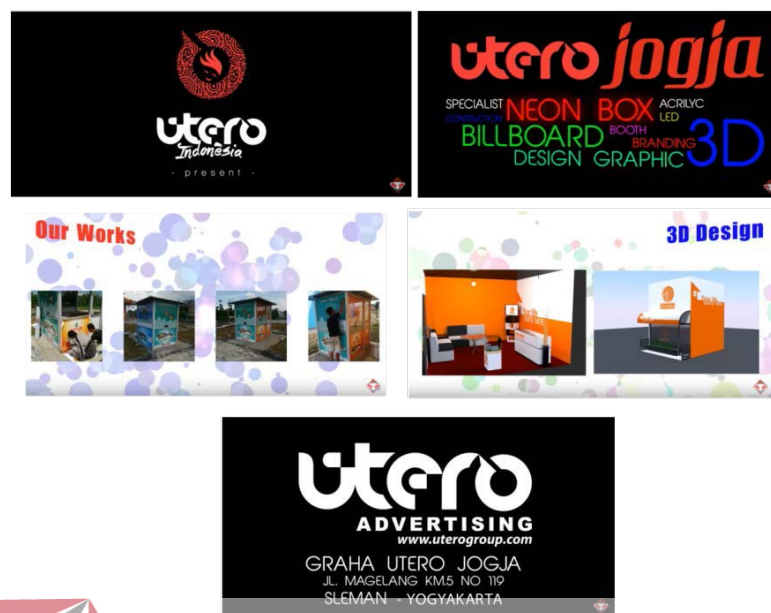 utero
Indonesia
- present -
utero jogja
SPECIALIST NEON BOX ACRILYC
CONTRUCTION LED
BILLBOARD BOOTH
BRANDING 3D
DESIGN GRAPHIC
Our Works
3D Design
utero
ADVERTISING
www.uterogroup.com
GRAHA UTERO JOGJA
JL. MAGELANG KM.5 NO 119
SLEMAN - YOGYAKARTA